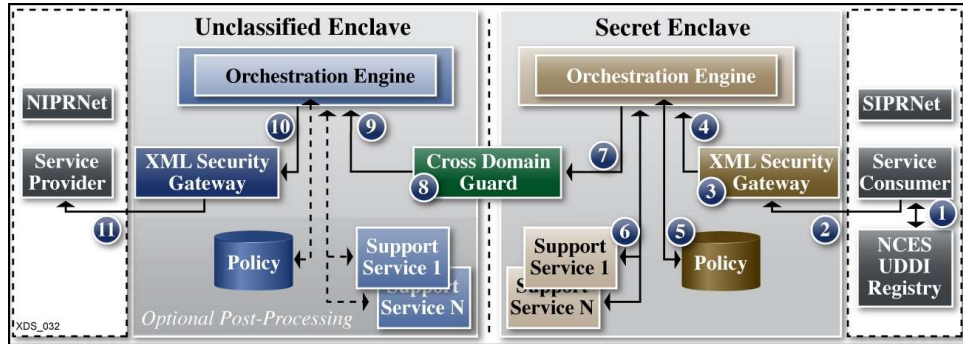 Unclassified Enclave
Secret Enclave
Orchestration Engine
Orchestration Engine
NIPRNet
SIPRNet
10
9
7
4
Service
Provider
XML Security
Gateway
8
Cross Domain
Guard
3
XML Security
Gateway
Service
Consumer
11
2
1
6
5
Policy
Support
Service 1
Support
Service N
Support
Service 1
Support
Service N
Policy
NCES
UDDI
Registry
Optional Post-Processing
XDS_032